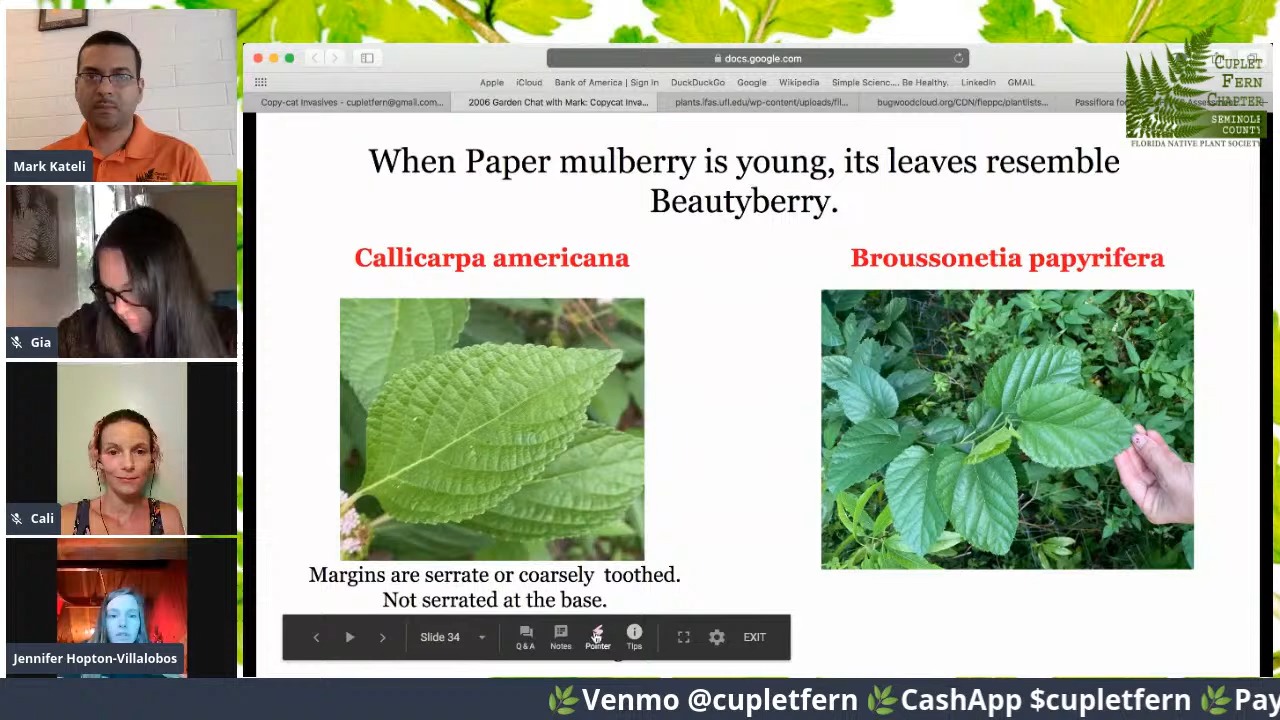 docs.google.com
Apple iCloud Bank of America | Sign In DuckDuckGo Google Wikipedia Simple Scienc... Be Healthy. LinkedIn GMAIL
Copy-cat Invasives - cupletfern@gmail.com... 2006 Garden Chat with Mark: Copycat Inva... plants.ifas.ufl.edu/wp-content/uploads/fil... bugwoodcloud.org/CDN/fleppc/plantlists... Passiflora fo
CUPLET
FERN
CHAPTER
SEMINOLE
COUNTY
FLORIDA NATIVE PLANT SOCIETY
When Paper mulberry is young, its leaves resemble
Beautyberry.
Callicarpa americana
Broussonetia papyrifera
Margins are serrate or coarsely toothed.
Not serrated at the base.
Slide 34 Q & A Notes Pointer Tips EXIT
Mark Kateli
Gia
Cali
Jennifer Hopton-Villalobos
Venmo @cupletfern CashApp $cupletfern Pay